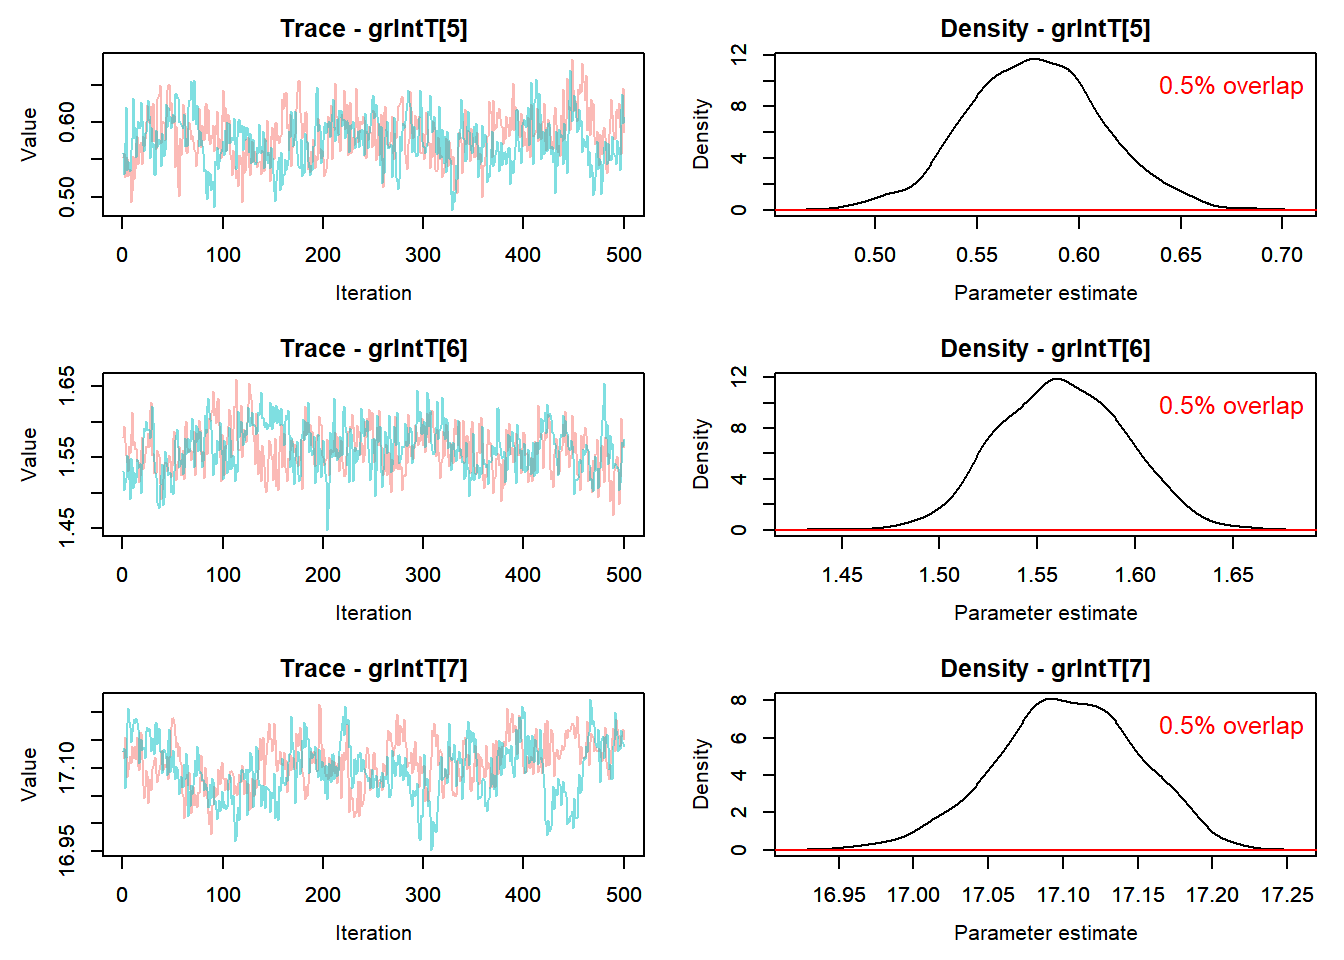 Trace - grIntT[5]
Value
0.50 0.60
0 100 200 300 400 500
Iteration
Density - grIntT[5]
0.5% overlap
Density
0 4 8 12
0.50 0.55 0.60 0.65 0.70
Parameter estimate
Trace - grIntT[6]
Value
1.45 1.55 1.65
0 100 200 300 400 500
Iteration
Density - grIntT[6]
0.5% overlap
Density
0 4 8 12
1.45 1.50 1.55 1.60 1.65
Parameter estimate
Trace - grIntT[7]
Value
16.95 17.10
0 100 200 300 400 500
Iteration
Density - grIntT[7]
0.5% overlap
Density
0 2 4 6 8
16.95 17.00 17.05 17.10 17.15 17.20 17.25
Parameter estimate